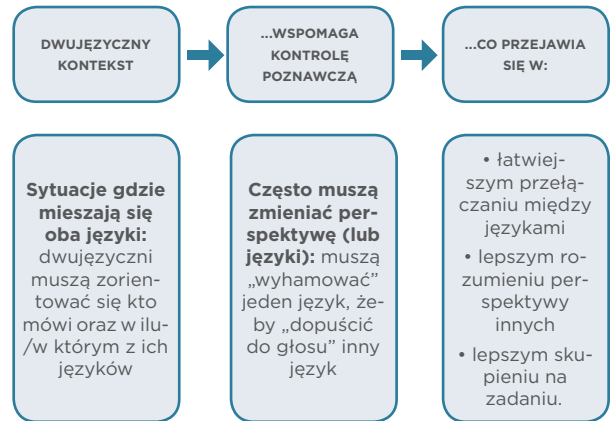 DWUJĘZYCZNY
KONTEKST
...WSPOMAGA
KONTROLĘ
POZNAWCZĄ
...CO PRZEJAWIA
SIĘ W:
Sytuacje gdzie
mieszają się
oba języki:
dwujęzyczni
muszą zorien-
tować się kto
mówi oraz w ilu-
/w którym z ich
języków
Często muszą
zmieniać per-
spektywę (lub
języki): muszą
„wyhamować”
jeden język, że-
by „dopuścić
do głosu” inny
język
• łatwiej-
szym przełą-
czaniu między
językami
• lepszym ro-
zumieniu per-
spektywy
innych
• lepszym sku-
pieniu na
zadaniu.